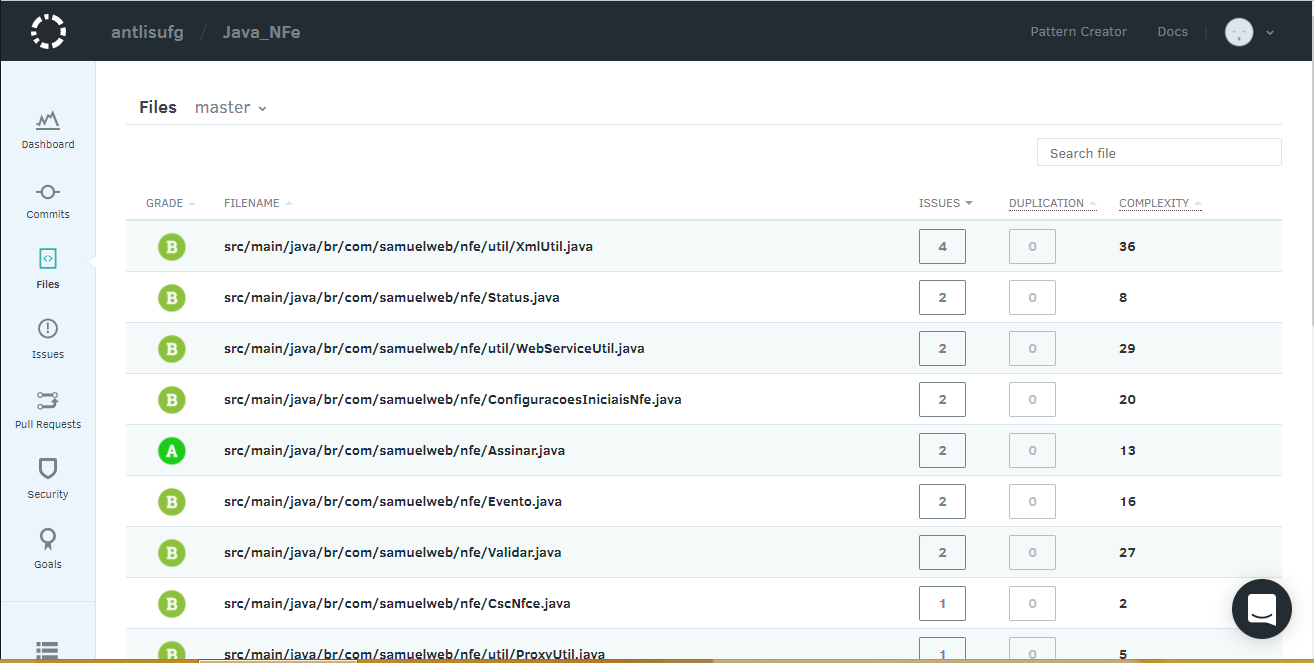 antlisufg / Java_NFe Pattern Creator Docs
Dashboard
Commits
Files
Issues
Pull Requests
Security
Goals
Files master
Search file
GRADE FILENAME ISSUES DUPLICATION COMPLEXITY
B src/main/java/br/com/samuelweb/nfe/util/XmlUtil.java 4 0 36
B src/main/java/br/com/samuelweb/nfe/Status.java 2 0 8
B src/main/java/br/com/samuelweb/nfe/util/WebServiceUtil.java 2 0 29
B src/main/java/br/com/samuelweb/nfe/ConfiguracoesIniciaisNfe.java 2 0 20
A src/main/java/br/com/samuelweb/nfe/Assinar.java 2 0 13
B src/main/java/br/com/samuelweb/nfe/Evento.java 2 0 16
B src/main/java/br/com/samuelweb/nfe/Validar.java 2 0 27
B src/main/java/br/com/samuelweb/nfe/CscNfce.java 1 0 2
B src/main/java/br/com/samuelweb/nfe/util/ProxyUtil.java 1 0 5